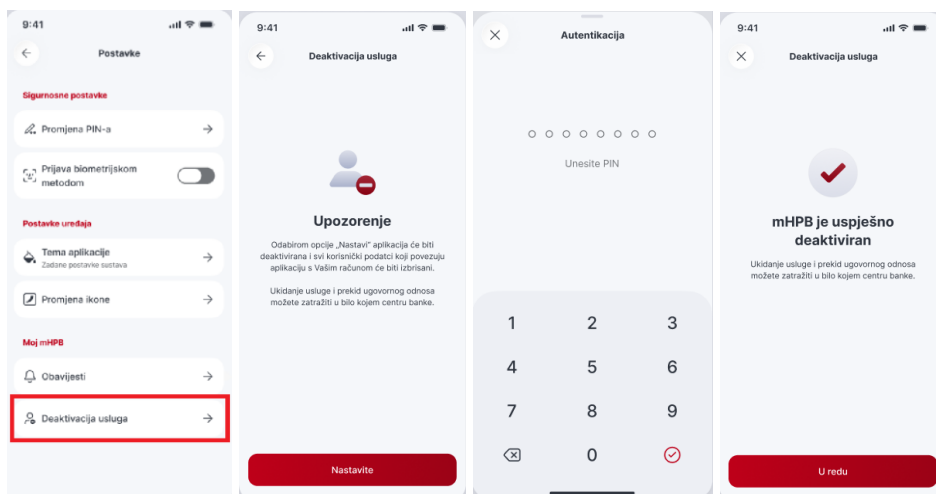 9:41
Postavke
Sigurnosne postavke
Promjena PIN-a
Prijava biometrijskom
metodom
Postavke uređaja
Tema aplikacije
Zadane postavke sustava
Promjena ikone
Moj mHPB
Obavijesti
Deaktivacija usluga
9:41
Deaktivacija usluga
Upozorenje
Odabirom opcije „Nastavi" aplikacija će biti
deaktivirana i svi korisnički podatci koji povezuju
aplikaciju s Vašim računom će biti izbrisani.
Ukidanje usluge i prekid ugovornog odnosa
možete zatražiti u bilo kojem centru banke.
Nastavite
Autentikacija
Unesite PIN
1 2 3
4 5 6
7 8 9
0
9:41
Deaktivacija usluga
mHPB je uspješno
deaktiviran
Ukidanje usluge i prekid ugovornog odnosa
možete zatražiti u bilo kojem centru banke.
U redu